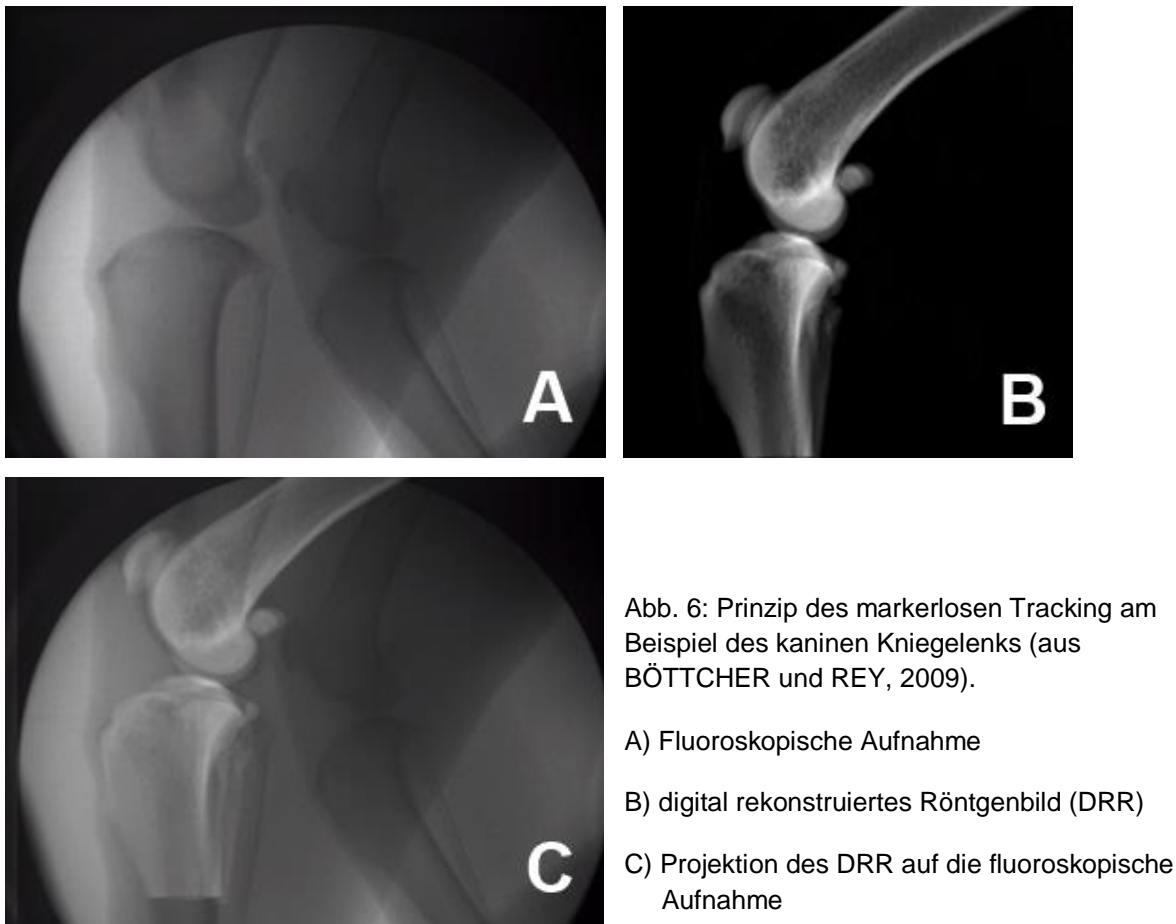 A
B
C
Abb. 6: Prinzip des markerlosen Tracking am
Beispiel des kaninen Kniegelenks (aus
BÖTTCHER und REY, 2009).
A) Fluoroskopische Aufnahme
B) digital rekonstruiertes Röntgenbild (DRR)
C) Projektion des DRR auf die fluoroskopische
Aufnahme